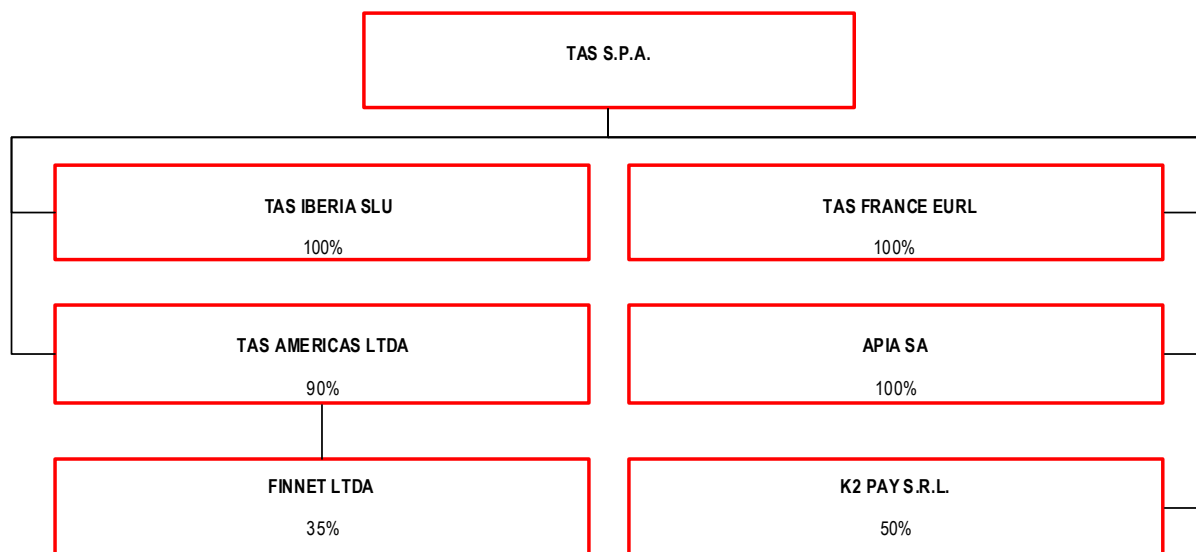 TAS S.P.A.
TAS IBERIA SLU
100%
TAS FRANCE EURL
100%
TAS AMERICAS LTDA
90%
APIA SA
100%
FINNET LTDA
35%
K2 PAY S.R.L.
50%